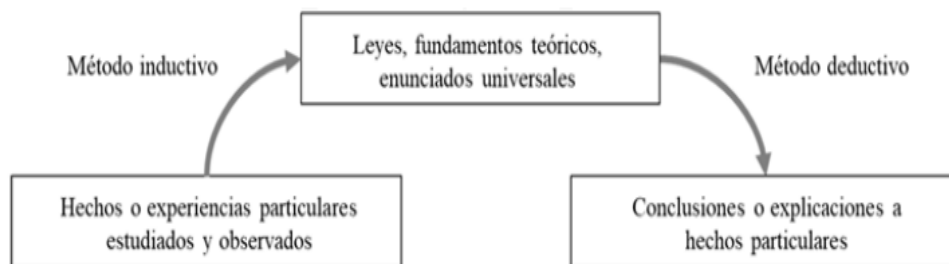 Leyes, fundamentos teóricos,
enunciados universales
Método inductivo
Método deductivo
Hechos o experiencias particulares
estudiados y observados
Conclusiones o explicaciones a
hechos particulares